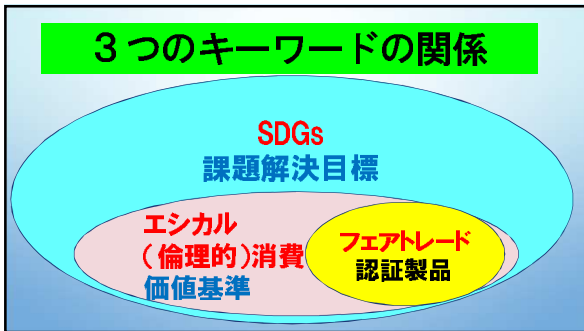 3つのキーワードの関係
SDGs
課題解決目標
エシカル
(倫理的)消費
価値基準
フェアトレード
認証製品